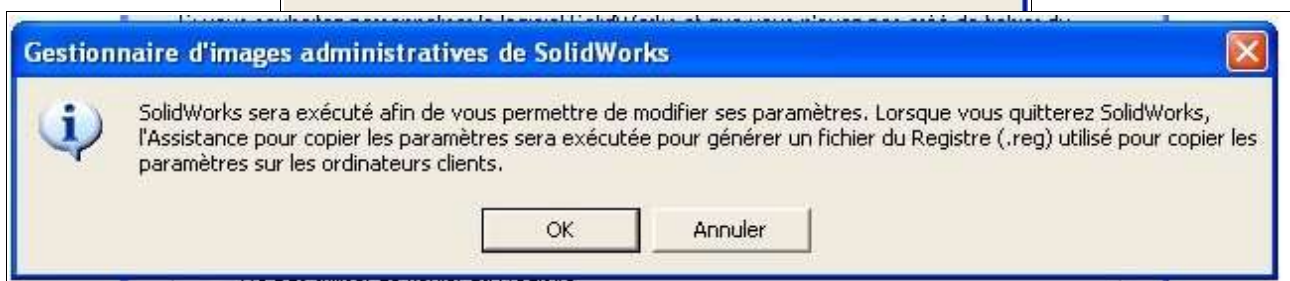 Gestionnaire d'images administratives de SolidWorks
SolidWorks sera exécuté afin de vous permettre de modifier ses paramètres. Lorsque vous quitterez SolidWorks,
l'Assistance pour copier les paramètres sera exécutée pour générer un fichier du Registre (.reg) utilisé pour copier les
paramètres sur les ordinateurs clients.
OK
Annuler